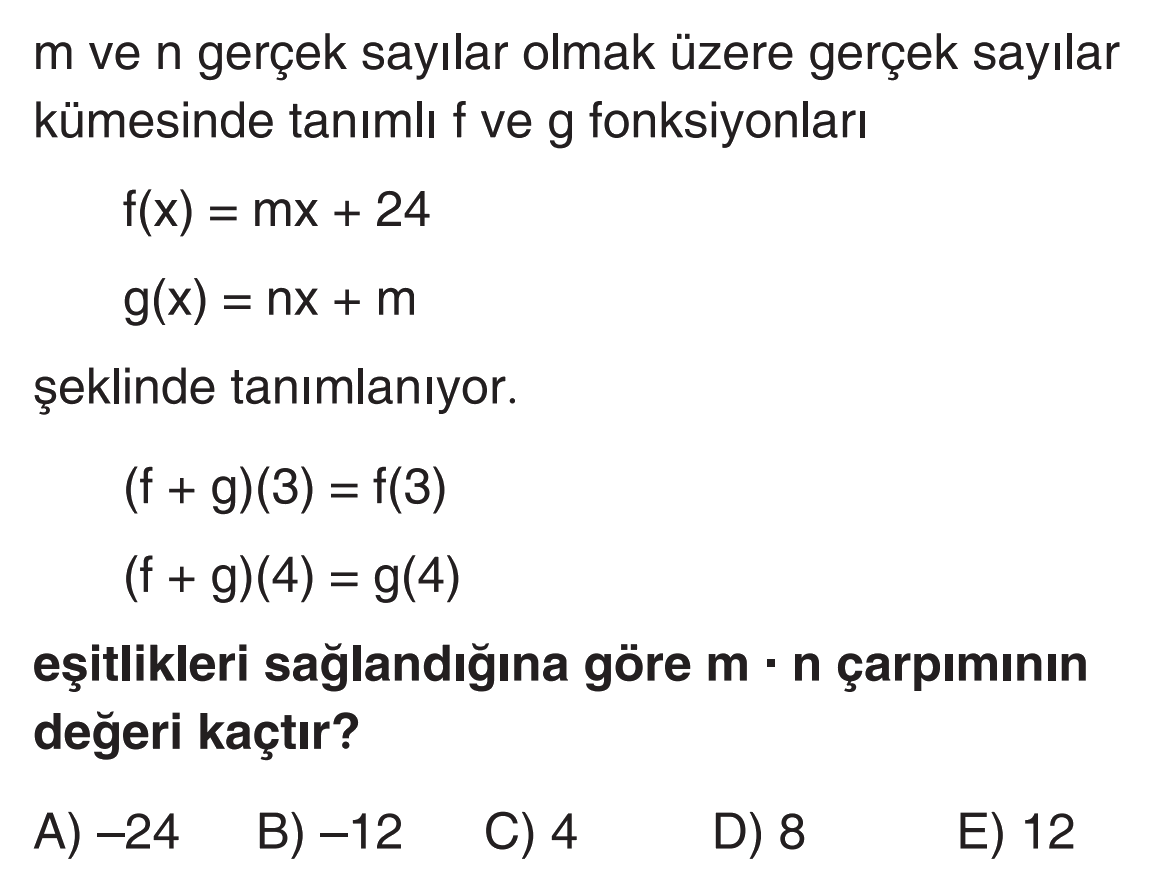 m ve n gerçek sayılar olmak üzere gerçek sayılar
kümesinde tanımlı f ve g fonksiyonları
f(x) = mx + 24
g(x) = nx + m
şeklinde tanımlanıyor.
(f + g)(3) = f(3)
(f + g)(4) = g(4)
eşitlikleri sağlandığına göre m · n çarpımının
değeri kaçtır?
A) –24 B) –12 C) 4 D) 8 E) 12